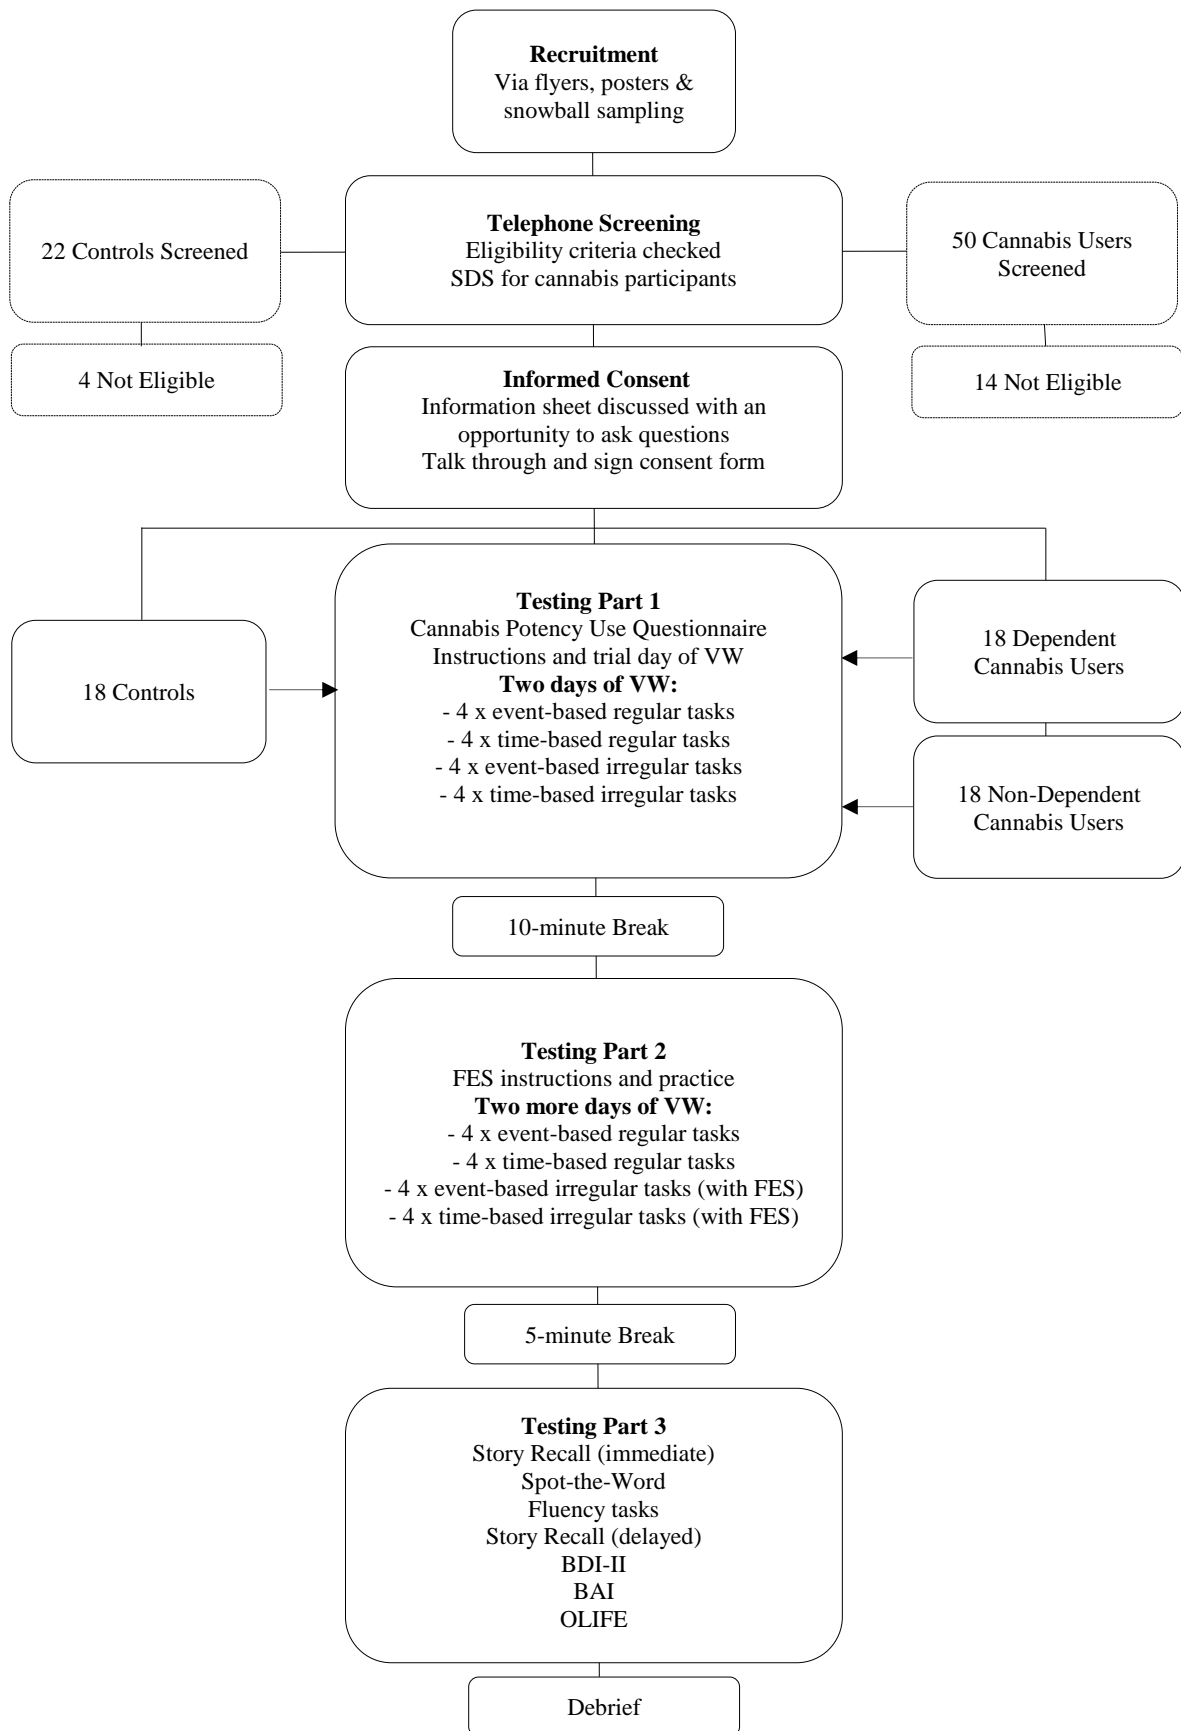 Recruitment
Via flyers, posters &
snowball sampling
Telephone Screening
Eligibility criteria checked
SDS for cannabis participants
22 Controls Screened
50 Cannabis Users
Screened
4 Not Eligible
14 Not Eligible
Informed Consent
Information sheet discussed with an
opportunity to ask questions
Talk through and sign consent form
Testing Part 1
Cannabis Potency Use Questionnaire
Instructions and trial day of VW
Two days of VW:
- 4 x event-based regular tasks
- 4 x time-based regular tasks
- 4 x event-based irregular tasks
- 4 x time-based irregular tasks
18 Controls
18 Dependent
Cannabis Users
18 Non-Dependent
Cannabis Users
10-minute Break
Testing Part 2
FES instructions and practice
Two more days of VW:
- 4 x event-based regular tasks
- 4 x time-based regular tasks
- 4 x event-based irregular tasks (with FES)
- 4 x time-based irregular tasks (with FES)
5-minute Break
Testing Part 3
Story Recall (immediate)
Spot-the-Word
Fluency tasks
Story Recall (delayed)
BDI-II
BAI
OLIFE
Debrief